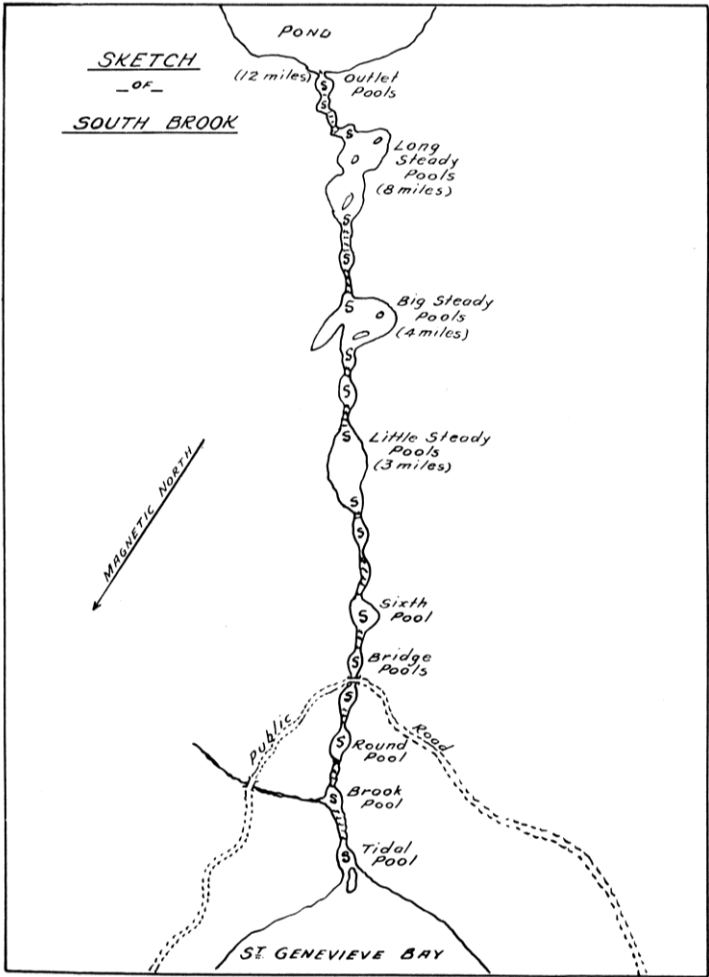 POND
SKETCH
OF
SOUTH BROOK
(12 miles) Outlet
Pools
S
S
S
Long
Steady
Pools
(8 miles)
S
S
S
Big Steady
Pools
(4 miles)
S
S
S
Little Steady
Pools
(3 miles)
MAGNETIC NORTH
S
S
S
Sixth
Pool
S
Bridge
Pools
S
Public Road
S
Round
Pool
S
Brook
Pool
S
Tidal
Pool
ST. GENEVIEVE BAY